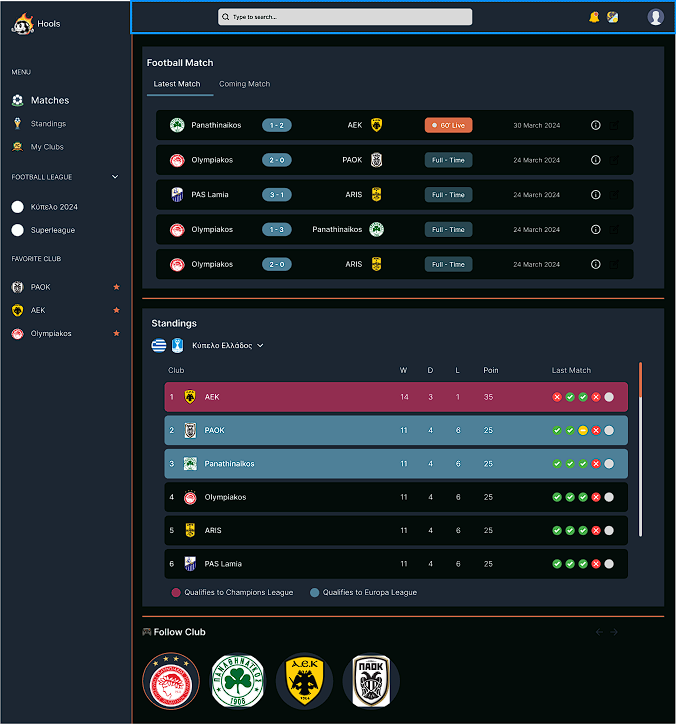 Hools
Type to search...
MENU
Matches
Standings
My Clubs
FOOTBALL LEAGUE
Κύπελο 2024
Superleague
FAVORITE CLUB
PAOK
AEK
Olympiakos
Football Match
Latest Match Coming Match
Panathinaikos 1 - 2 AEK 60' Live 30 March 2024
Olympiakos 2 - 0 PAOK Full - Time 24 March 2024
PAS Lamia 3 - 1 ARIS Full - Time 24 March 2024
Olympiakos 1 - 3 Panathinaikos Full - Time 24 March 2024
Olympiakos 2 - 0 ARIS Full - Time 24 March 2024
Standings
Κύπελο Ελλάδος
Club W D L Poin Last Match
1 AEK 14 3 1 35
2 PAOK 11 4 6 25
3 Panathinaikos 11 4 6 25
4 Olympiakos 11 4 6 25
5 ARIS 11 4 6 25
6 PAS Lamia 11 4 6 25
Qualifies to Champions League Qualifies to Europa League
Follow Club
ΠΑΝΑΘΗΝΑΪΚΟΣ
1908
Α.Ε.Κ
ΠΑΟΚ